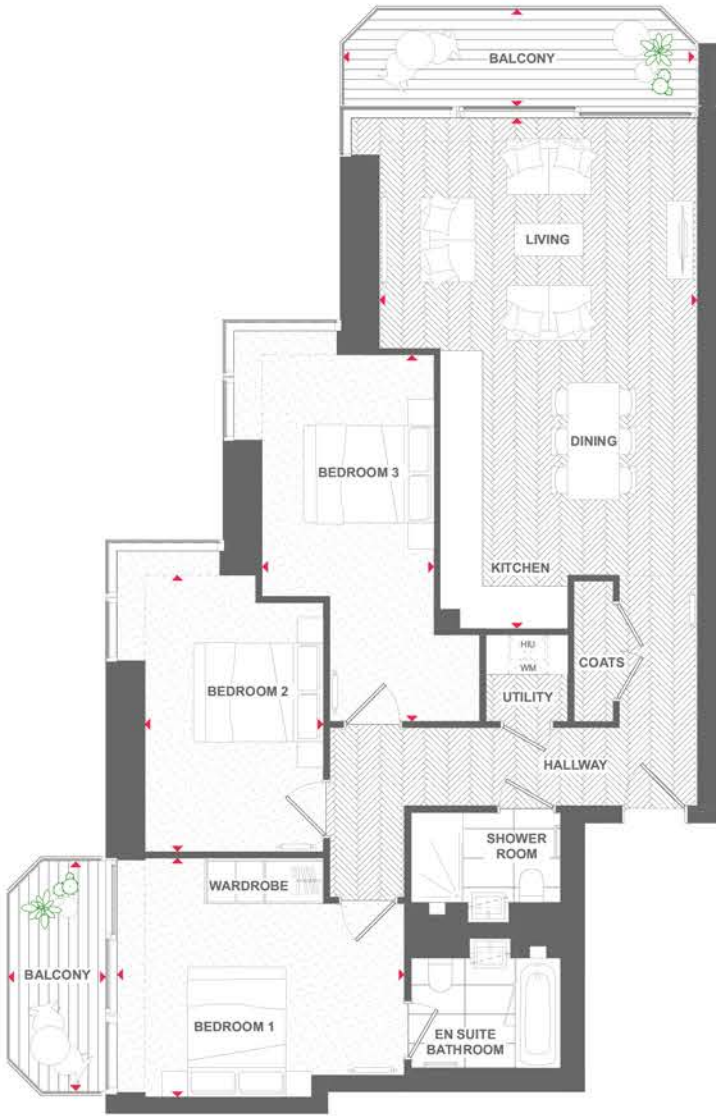 BALCONY
LIVING
DINING
BEDROOM 3
KITCHEN
HIU
WM
COATS
UTILITY
BEDROOM 2
HALLWAY
SHOWER
ROOM
WARDROBE
BALCONY
BEDROOM 1
EN SUITE
BATHROOM